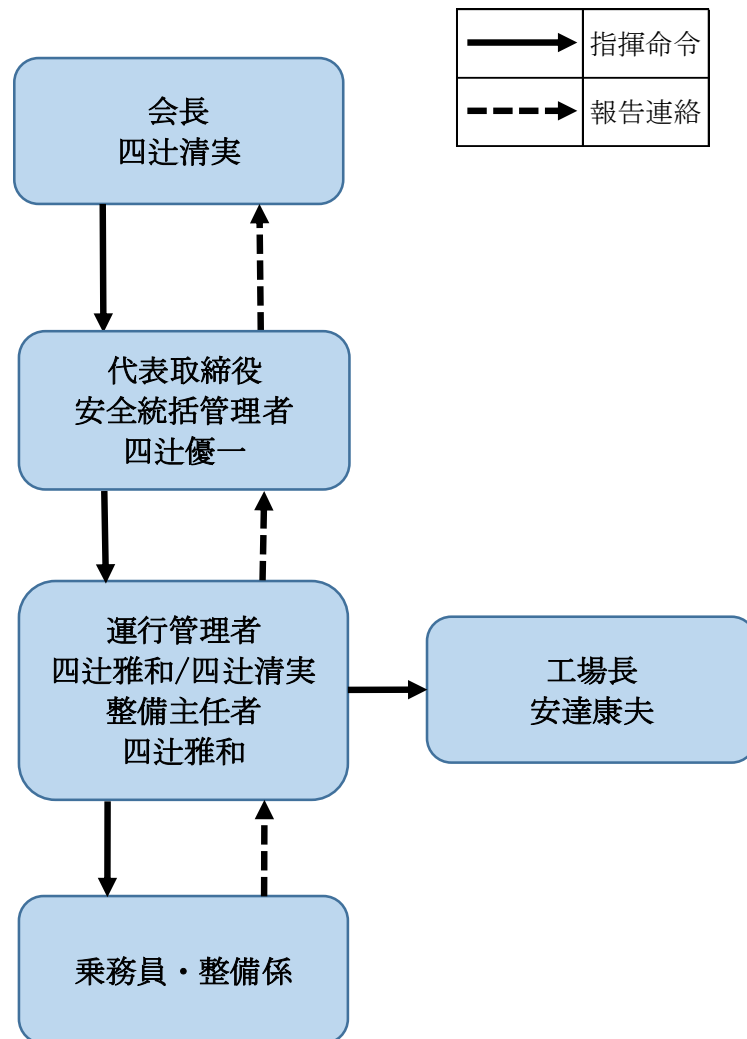 指揮命令
報告連絡
会長
四辻清実
代表取締役
安全統括管理者
四辻優一
運行管理者
四辻雅和/四辻清実
整備主任者
四辻雅和
工場長
安達康夫
乗務員・整備係